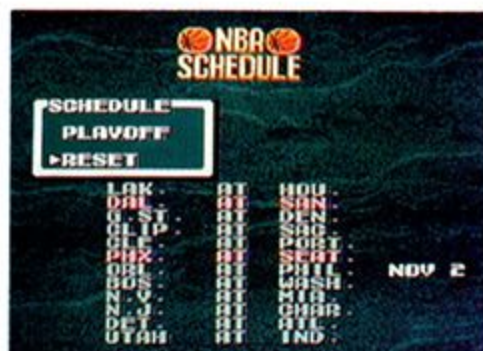 NBA
SCHEDULE
SCHEDULE
PLAYOFF
▸RESET
LAK. AT HOU.
DAL. AT SAN.
G.ST. AT DEN.
CLIP. AT SAC.
CLE. AT PORT.
PHX. AT SEAT.
ORL. AT PHIL.
BOS. AT WASH.
N.Y. AT MIA.
N.J. AT CHAR.
DET. AT ATL.
UTAH AT IND.
NOV 2